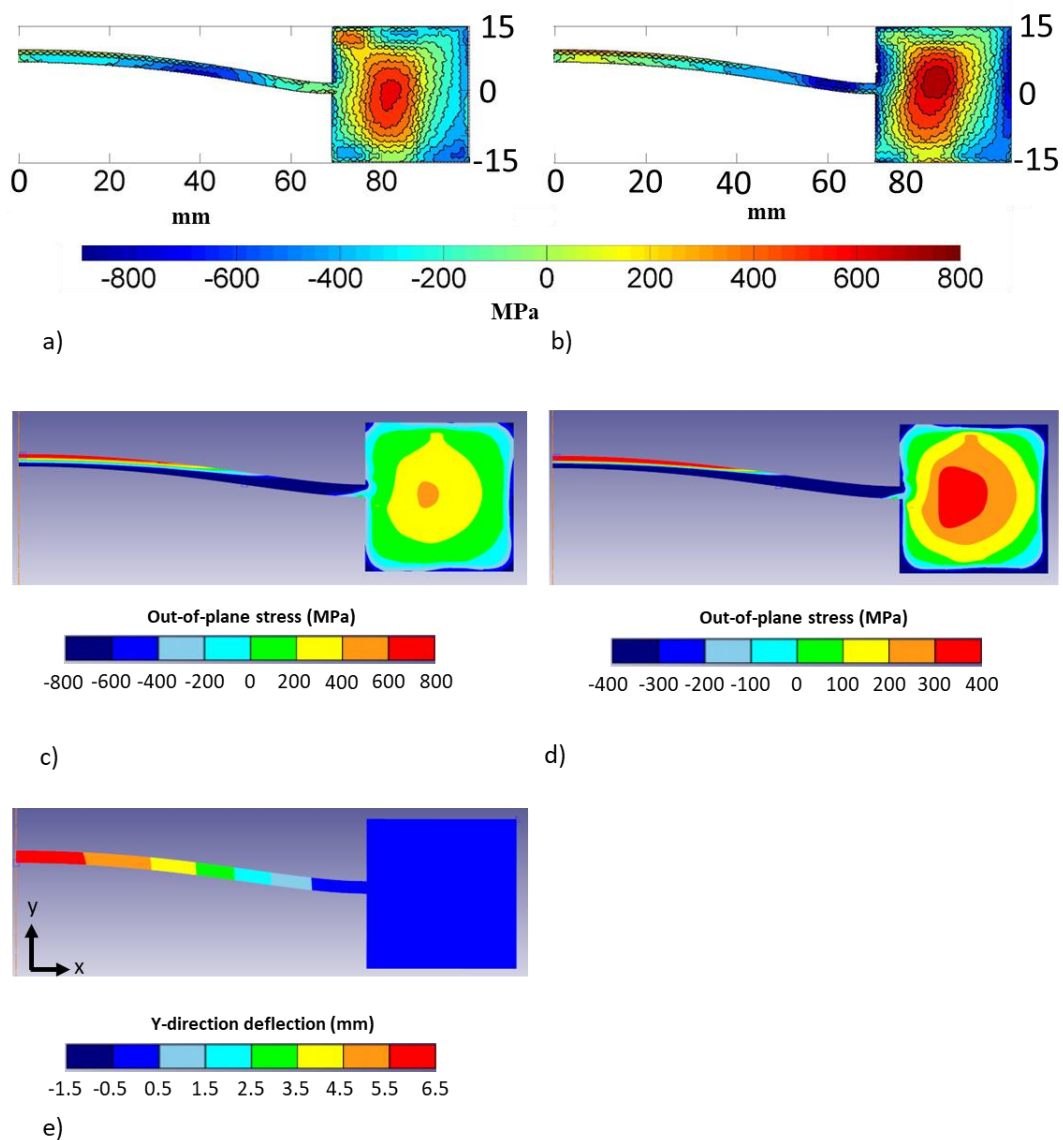 15
0
-15
0 20 40 60 80
mm
15
0
-15
0 20 40 60 80
mm
-800 -600 -400 -200 0 200 400 600 800
MPa
a)
b)
Out-of-plane stress (MPa)
-800 -600 -400 -200 0 200 400 600 800
c)
Out-of-plane stress (MPa)
-400 -300 -200 -100 0 100 200 300 400
d)
y
x
Y-direction deflection (mm)
-1.5 -0.5 0.5 1.5 2.5 3.5 4.5 5.5 6.5
e)